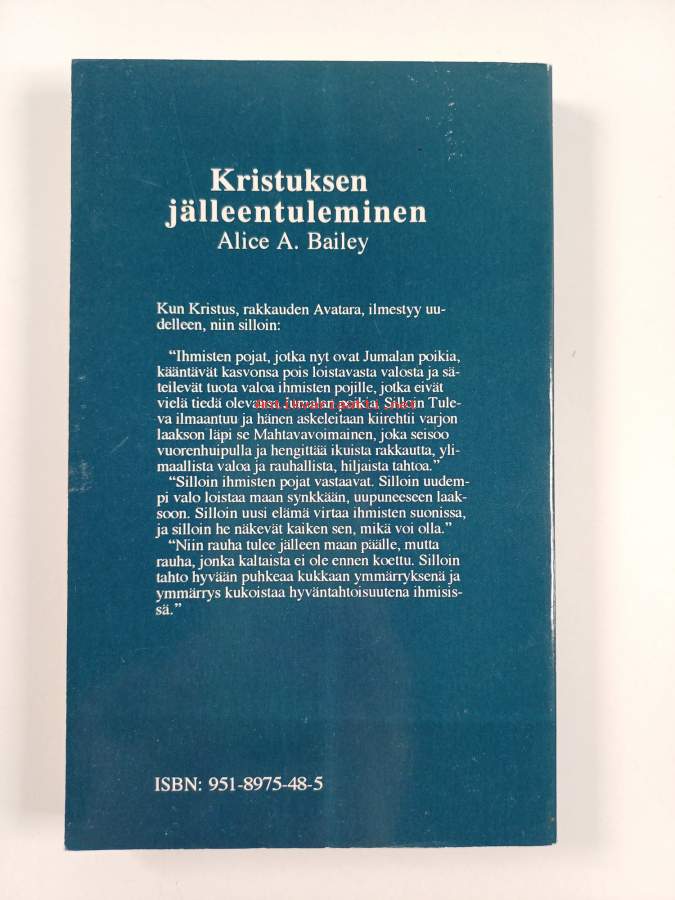 Kristuksen
jälleentuleminen
Alice A. Bailey
Kun Kristus, rakkauden Avatara, ilmestyy uu-
delleen, niin silloin:
“Ihmisten pojat, jotka nyt ovat Jumalan poikia,
kääntävät kasvonsa pois loistavasta valosta ja sä-
teilevät tuota valoa ihmisten pojille, jotka eivät
vielä tiedä olevansa jumalan poikia. Silloin Tule-
va ilmaantuu ja hänen askeleitaan kiirehtii varjon
laakson läpi se Mahtavavoimainen, joka seisoo
vuorenhuipulla ja hengittää ikuista rakkautta, yli-
maallista valoa ja rauhallista, hiljaista tahtoa.”
“Silloin ihmisten pojat vastaavat. Silloin uudem-
pi valo loistaa maan synkkään, uupuneeseen laak-
soon. Silloin uusi elämä virtaa ihmisten suonissa,
ja silloin he näkevät kaiken sen, mikä voi olla.”
“Niin rauha tulee jälleen maan päälle, mutta
rauha, jonka kaltaista ei ole ennen koettu. Silloin
tahto hyvään puhkeaa kukkaan ymmärryksenä ja
ymmärrys kukoistaa hyväntahtoisuutena ihmisis-
sä.”
ISBN: 951-8975-48-5